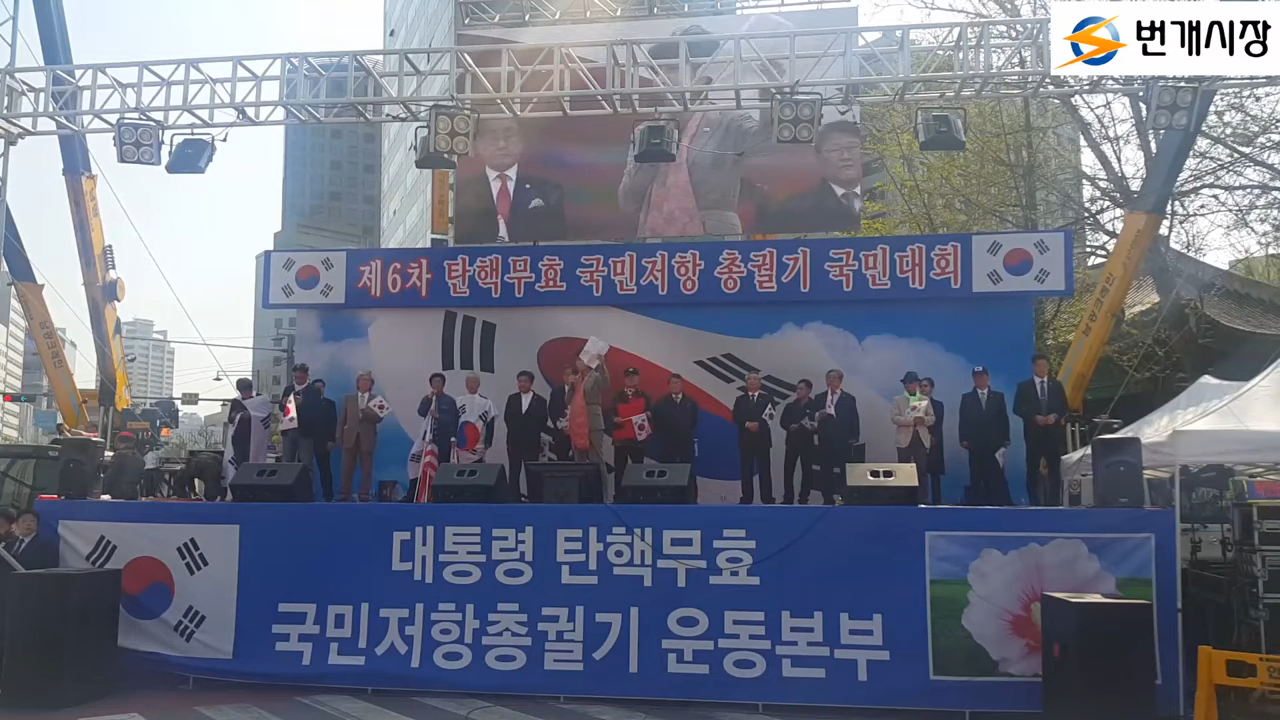 번개시장
제6차 탄핵무효 국민저항 총궐기 국민대회
대통령 탄핵무효
국민저항총궐기 운동본부